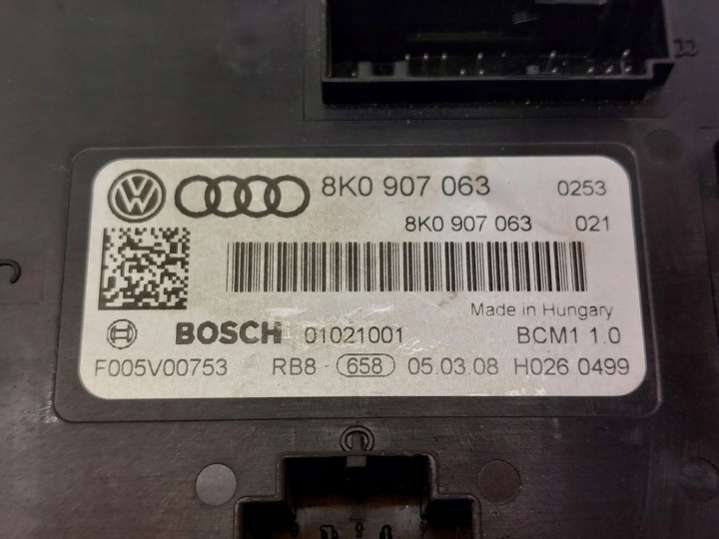 8K0 907 063 0253
8K0 907 063 021
Made in Hungary
BOSCH 01021001 BCM1 1.0
F005V00753 RB8 - 658 05.03.08 H026 0499